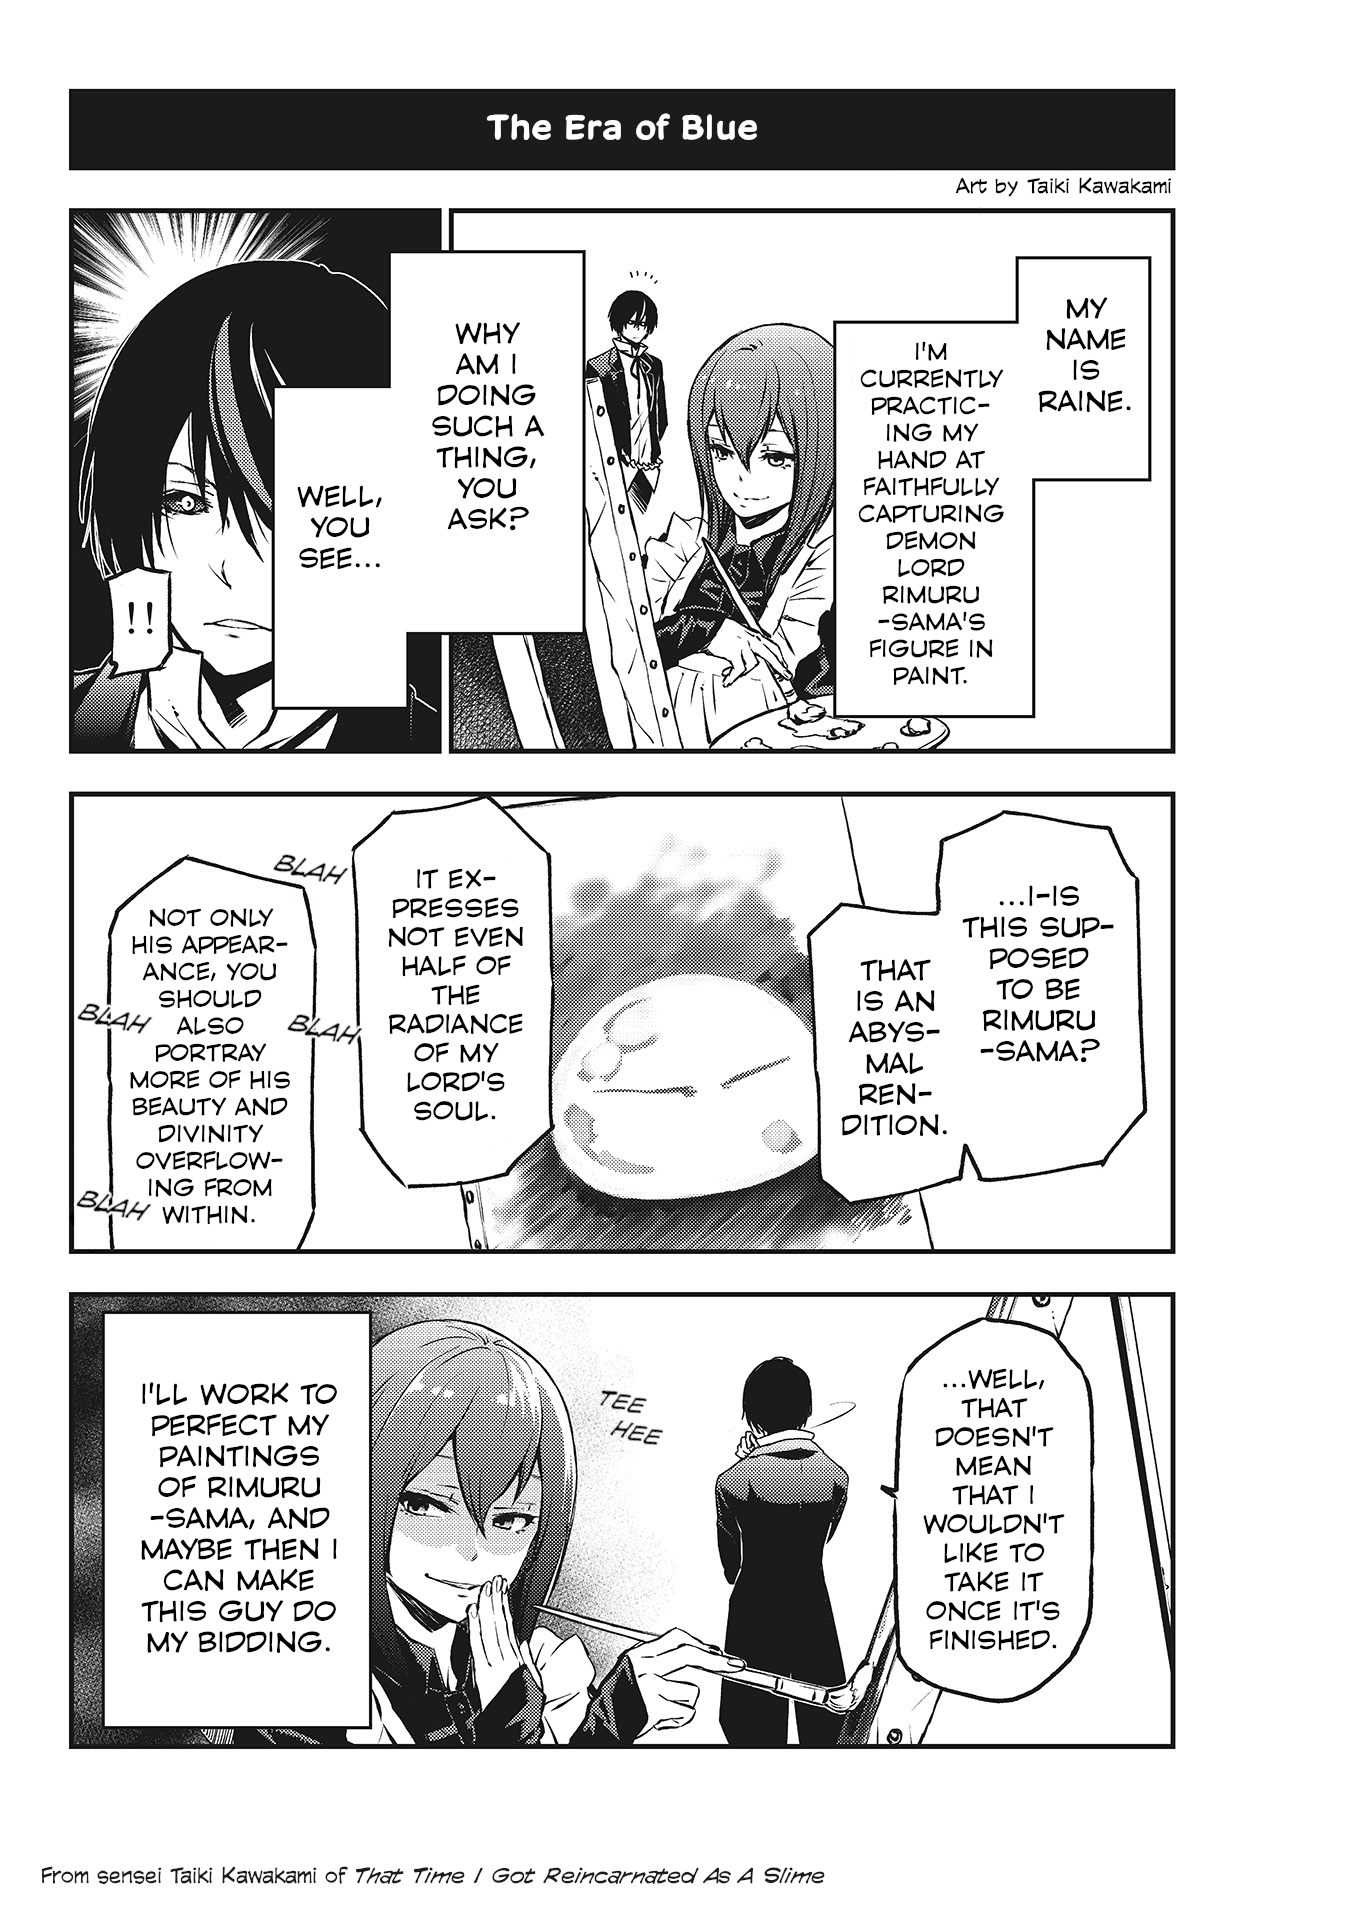 The Era of Blue
Art by Taiki Kawakami
MY
NAME
IS
RAINE.
I'M
CURRENTLY
PRACTIC-
ING MY
HAND AT
FAITHFULLY
CAPTURING
DEMON
LORD
RIMURU
-SAMA'S
FIGURE IN
PAINT.
WHY
AM I
DOING
SUCH A
THING,
YOU
ASK?
WELL,
YOU
SEE...
!!
...I-IS
THIS SUP-
POSED
TO BE
RIMURU
-SAMA?
THAT
IS AN
ABYS-
MAL
REN-
DITION.
IT EX-
PRESSES
NOT EVEN
HALF OF
THE
RADIANCE
OF MY
LORD'S
SOUL.
BLAH
BLAH
NOT ONLY
HIS APPEAR-
ANCE, YOU
SHOULD
ALSO
PORTRAY
MORE OF HIS
BEAUTY AND
DIVINITY
OVERFLOW-
ING FROM
WITHIN.
BLAH
BLAH
...WELL,
THAT
DOESN'T
MEAN
THAT I
WOULDN'T
LIKE TO
TAKE IT
ONCE IT'S
FINISHED.
TEE
HEE
I'LL WORK TO
PERFECT MY
PAINTINGS
OF RIMURU
-SAMA, AND
MAYBE THEN I
CAN MAKE
THIS GUY DO
MY BIDDING.
From sensei Taiki Kawakami of That Time I Got Reincarnated As A Slime